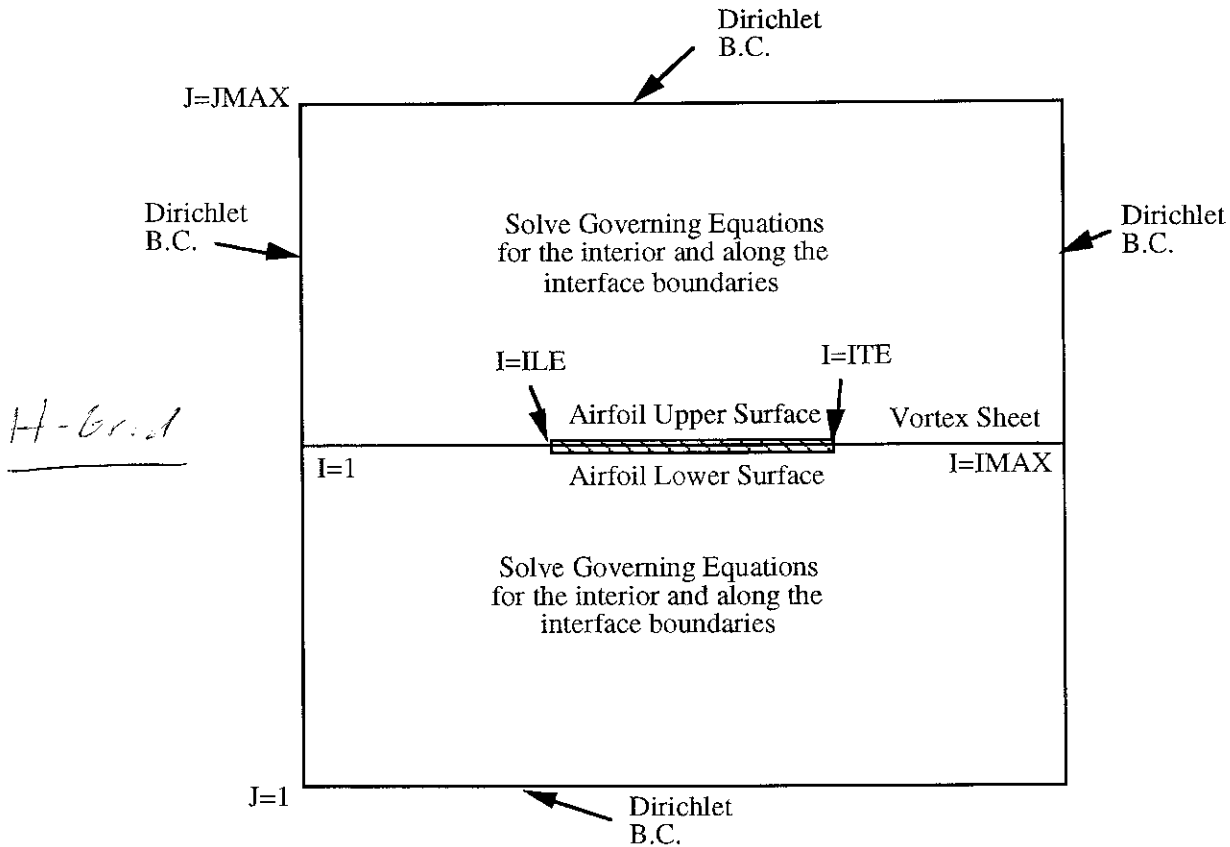 Dirichlet
B.C.
J=JMAX
Dirichlet
B.C.
Solve Governing Equations
for the interior and along the
interface boundaries
Dirichlet
B.C.
I=ILE
I=ITE
H-Grid
Airfoil Upper Surface
Vortex Sheet
I=1
Airfoil Lower Surface
I=IMAX
Solve Governing Equations
for the interior and along the
interface boundaries
J=1
Dirichlet
B.C.